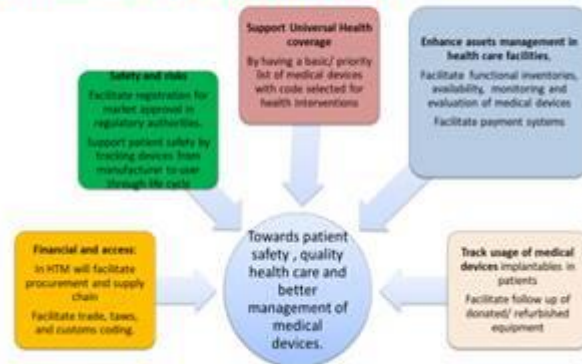 Support Universal Health
coverage
By having a basic/ priority
list of medical devices
with code selected for
health interventions
Enhance assets management in
health care facilities.
Facilitate functional inventories,
availability, monitoring and
evaluation of medical devices
Facilitate payment systems
Safety and risks
Facilitate registration for
market approval in
regulatory authorities.
Support patient safety by
tracking devices from
manufacturer to user
through life cycle
Financial and access:
In HTM will facilitate
procurement and supply
chain
Facilitate trade, taxes,
and customs coding.
Towards patient
safety , quality
health care and
better
management of
medical
devices.
Track usage of medical
devices implantables in
patients
Facilitate follow up of
donated/ refurbished
equipment